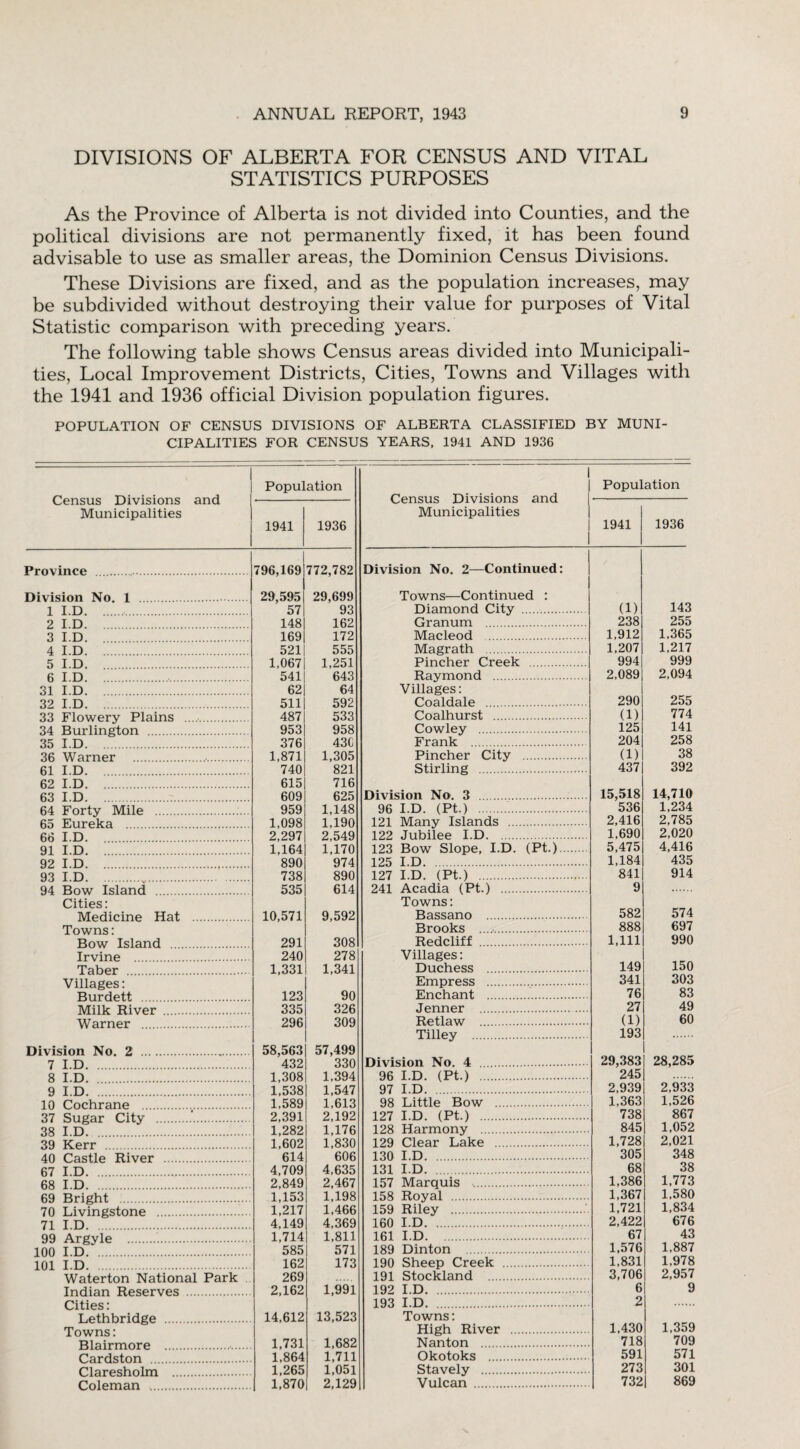 ANNUAL REPORT, 1943 9
DIVISIONS OF ALBERTA FOR CENSUS AND VITAL
STATISTICS PURPOSES
As the Province of Alberta is not divided into Counties, and the
political divisions are not permanently fixed, it has been found
advisable to use as smaller areas, the Dominion Census Divisions.
These Divisions are fixed, and as the population increases, may
be subdivided without destroying their value for purposes of Vital
Statistic comparison with preceding years.
The following table shows Census areas divided into Municipali-
ties, Local Improvement Districts, Cities, Towns and Villages with
the 1941 and 1936 official Division population figures.
POPULATION OF CENSUS DIVISIONS OF ALBERTA CLASSIFIED BY MUNI-
CIPALITIES FOR CENSUS YEARS, 1941 AND 1936
Census Divisions and Municipalities | Population 1941 | 1936
Province 796,169 772,782
Division No. 1 29,595 29,699
1 I.D. 57 93
2 I.D. 148 162
3 I.D. 169 172
4 I.D. 521 555
5 I.D. 1,067 1,251
6 I.D. 541 643
31 I.D. 62 64
32 I.D. 511 592
33 Flowery Plains 487 533
34 Burlington 953 958
35 I.D. 376 430
36 Warner 1,871 1,305
61 I.D. 740 821
62 I.D. 615 716
63 I.D. 609 625
64 Forty Mile 959 1,148
65 Eureka 1,098 1,190
66 I.D. 2,297 2,549
91 I.D. 1,164 1,170
92 I.D. 890 974
93 I.D. 738 890
94 Bow Island 535 614
Cities:
Medicine Hat 10,571 9,592
Towns:
Bow Island 291 308
Irvine 240 278
Taber 1,331 1,341
Villages:
Burdett 123 90
Milk River 335 326
Warner 296 309
Division No. 2 58,563 57,499
7 I.D. 432 330
8 I.D. 1,308 1,394
9 I.D. 1,538 1,547
10 Cochrane 1,589 1,613
37 Sugar City 2,391 2,192
38 I.D. 1,282 1,176
39 Kerr 1,602 1,830
40 Castle River 614 606
67 I.D. 4,709 4,635
68 I.D. 2,849 2,467
69 Bright 1,153 1,198
70 Livingstone 1,217 1,466
71 I.D. 4,149 4,369
99 Argyle 1,714 1,811
100 I.D. 585 571
101 I.D. 162 173
Waterton National Park 269 ......
Indian Reserves 2,162 1,991
Cities:
Lethbridge 14,612 13,523
Towns:
Blairmore 1,731 1,682
Cardston 1,864 1,711
Claresholm 1,265 1,051
Coleman 1,870 2,129
Census Divisions and Municipalities | Population 1941 | 1936
Division No. 2—Continued:
Towns—Continued :
Diamond City (1) 143
Granum 238 255
Macleod 1,912 1,365
Magrath 1,207 1,217
Pincher Creek 994 999
Raymond 2,089 2,094
Villages:
Coaldale 290 255
Coalhurst (1) 774
Cowley 125 141
Frank 204 258
Pincher City (1) 38
Stirling 437 392
Division No. 3 15,518 14,710
96 I.D. (Pt.) 536 1,234
121 Many Islands 2,416 2,785
122 Jubilee I.D. 1,690 2,020
123 Bow Slope, I.D. (Pt.) 5,475 4,416
125 I.D. 1,184 435
127 I.D. (Pt.) 841 914
241 Acadia (Pt.) 9 ......
Towns:
Bassano 582 574
Brooks 888 697
Redcliff 1,111 990
Villages:
Duchess 149 150
Empress 341 303
Enchant 76 83
Jenner 27 49
Retlaw (1) 60
Tilley 193 ......
Division No. 4 29,383 28,285
96 I.D. (Pt.) 245 ......
97 I.D. 2,939 2,933
98 Little Bow 1,363 1,526
127 I.D. (Pt.) 738 867
128 Harmony 845 1,052
129 Clear Lake 1,728 2,021
130 I.D. 305 348
131 I.D. 68 38
157 Marquis 1,386 1,773
158 Royal 1,367 1,580
159 Riley 1,721 1,834
160 I.D. 2,422 676
161 I.D. 67 43
189 Dinton 1,576 1,887
190 Sheep Creek 1,831 1,978
191 Stockland 3,706 2,957
192 I.D. 6 9
193 I.D. 2 ......
Towns:
High River 1,430 1,359
Nanton 718 709
Okotoks 591 571
Stavely 273 301
Vulcan 732 869